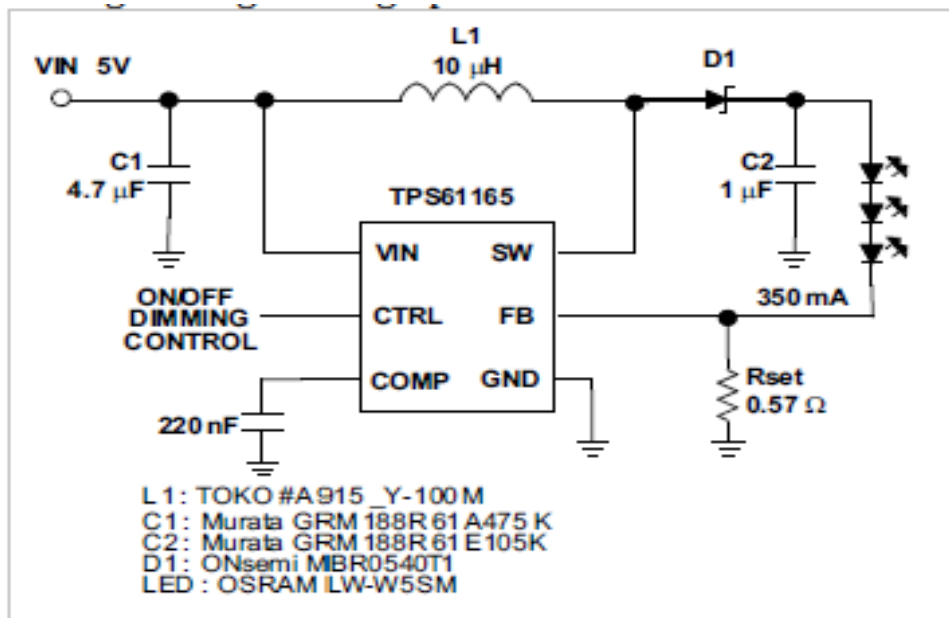 L1
10 µH
D1
VIN 5V
C1
4.7 µF
C2
1 µF
TPS61165
VIN
SW
ON/OFF
DIMMING
CONTROL
CTRL
FB
350 mA
COMP
GND
Rset
0.57 Ω
220 nF
L1: TOKO #A915_Y-100M
C1: Murata GRM188R61A475K
C2: Murata GRM188R61E105K
D1: ONsemi MBR0540T1
LED: OSRAM LW-W5SM